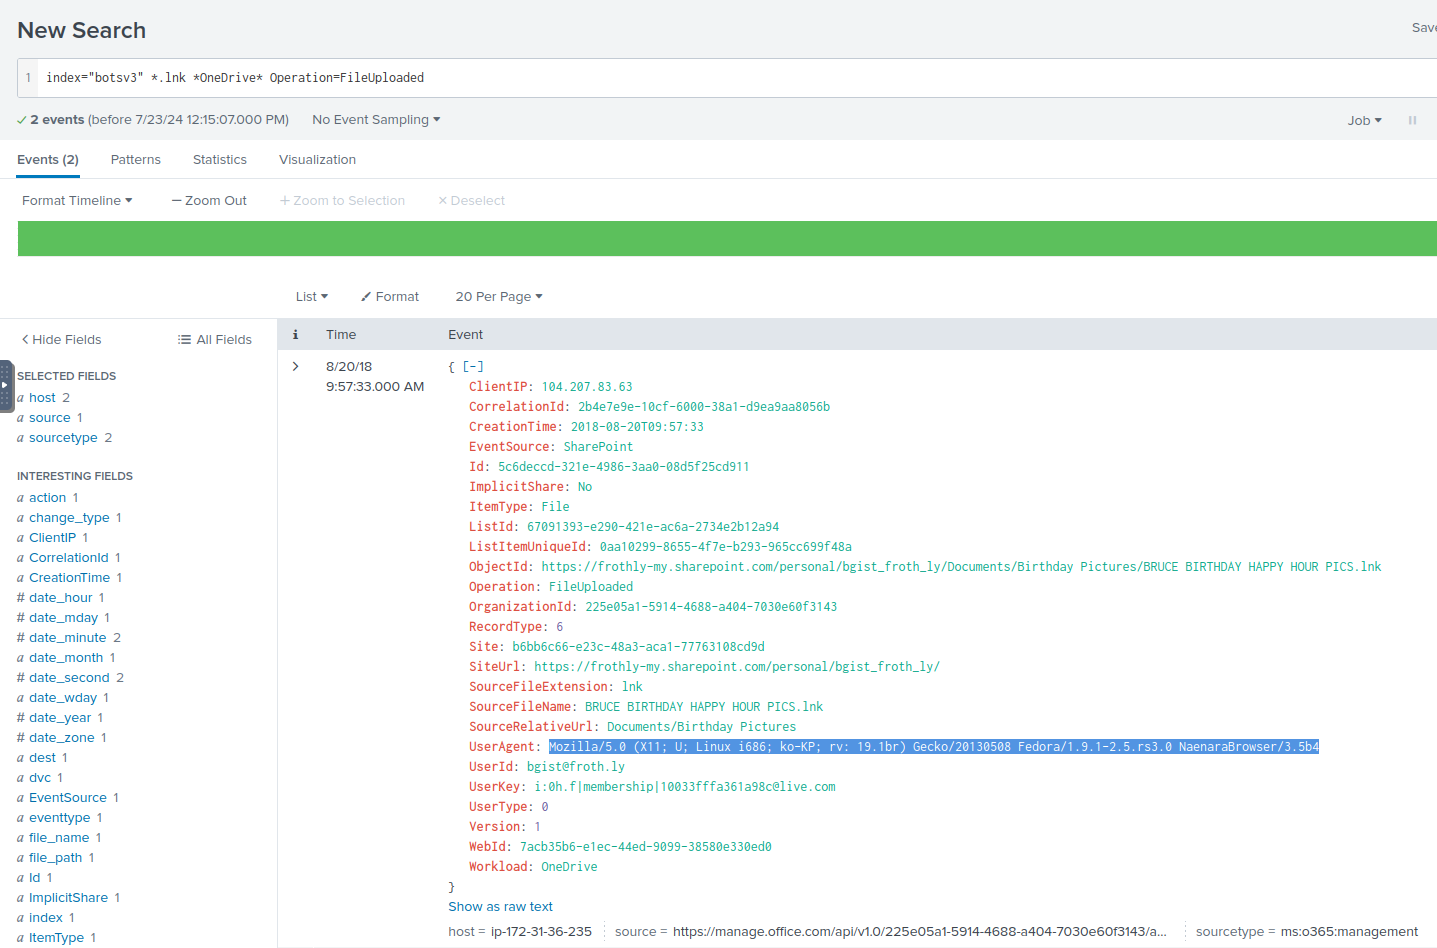 New Search
Save
1 index="botsv3" *.lnk *OneDrive* Operation=FileUploaded
2 events (before 7/23/24 12:15:07.000 PM) No Event Sampling Job
Events (2) Patterns Statistics Visualization
Format Timeline — Zoom Out + Zoom to Selection × Deselect
List Format 20 Per Page
Hide Fields All Fields
i Time Event
SELECTED FIELDS
a host 2
a source 1
a sourcetype 2
INTERESTING FIELDS
a action 1
a change_type 1
a ClientIP 1
a CorrelationId 1
a CreationTime 1
# date_hour 1
# date_mday 1
# date_minute 2
a date_month 1
# date_second 2
a date_wday 1
# date_year 1
# date_zone 1
a dest 1
a dvc 1
a EventSource 1
a eventtype 1
a file_name 1
a file_path 1
a Id 1
a ImplicitShare 1
a index 1
a ItemType 1
8/20/18
9:57:33.000 AM
{ [-]
ClientIP: 104.207.83.63
CorrelationId: 2b4e7e9e-10cf-6000-38a1-d9ea9aa8056b
CreationTime: 2018-08-20T09:57:33
EventSource: SharePoint
Id: 5c6deccd-321e-4986-3aa0-08d5f25cd911
ImplicitShare: No
ItemType: File
ListId: 67091393-e290-421e-ac6a-2734e2b12a94
ListItemUniqueId: 0aa10299-8655-4f7e-b293-965cc699f48a
ObjectId: https://frothly-my.sharepoint.com/personal/bgist_froth_ly/Documents/Birthday Pictures/BRUCE BIRTHDAY HAPPY HOUR PICS.lnk
Operation: FileUploaded
OrganizationId: 225e05a1-5914-4688-a404-7030e60f3143
RecordType: 6
Site: b6bb6c66-e23c-48a3-aca1-77763108cd9d
SiteUrl: https://frothly-my.sharepoint.com/personal/bgist_froth_ly/
SourceFileExtension: lnk
SourceFileName: BRUCE BIRTHDAY HAPPY HOUR PICS.lnk
SourceRelativeUrl: Documents/Birthday Pictures
UserAgent: Mozilla/5.0 (X11; U; Linux i686; ko-KP; rv: 19.1br) Gecko/20130508 Fedora/1.9.1-2.5.rs3.0 NaenaraBrowser/3.5b4
UserId: bgist@froth.ly
UserKey: i:0h.f|membership|10033fffa361a98c@live.com
UserType: 0
Version: 1
WebId: 7acb35b6-e1ec-44ed-9099-38580e330ed0
Workload: OneDrive
}
Show as raw text
host = ip-172-31-36-235 source = https://manage.office.com/api/v1.0/225e05a1-5914-4688-a404-7030e60f3143/a... sourcetype = ms:o365:management